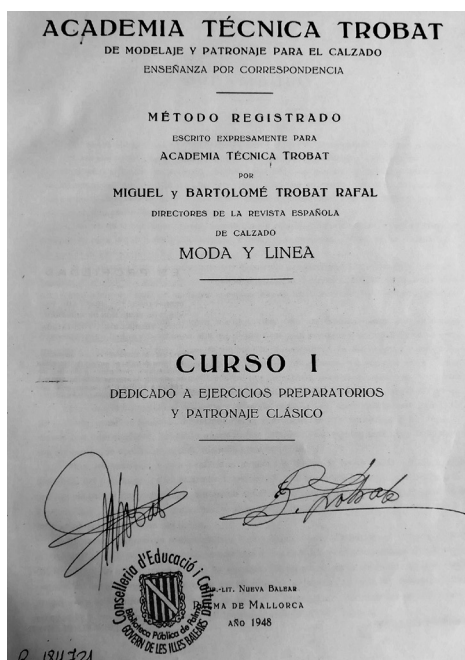 ACADEMIA TÉCNICA TROBAT
DE MODELAJE Y PATRONAJE PARA EL CALZADO
ENSEÑANZA POR CORRESPONDENCIA
MÉTODO REGISTRADO
ESCRITO EXPRESAMENTE PARA
ACADEMIA TÉCNICA TROBAT
POR
MIGUEL y BARTOLOMÉ TROBAT RAFAL
DIRECTORES DE LA REVISTA ESPAÑOLA
DE CALZADO
MODA Y LINEA
CURSO I
DEDICADO A EJERCICIOS PREPARATORIOS
Y PATRONAJE CLÁSICO
B. Trobat
Conselleria d'Educació i Cultura
Biblioteca Pública de
GOVERN DE LES ILLES BALEARS
-LIT. NUEVA BALEAR
DE MALLORCA
AÑO 1948